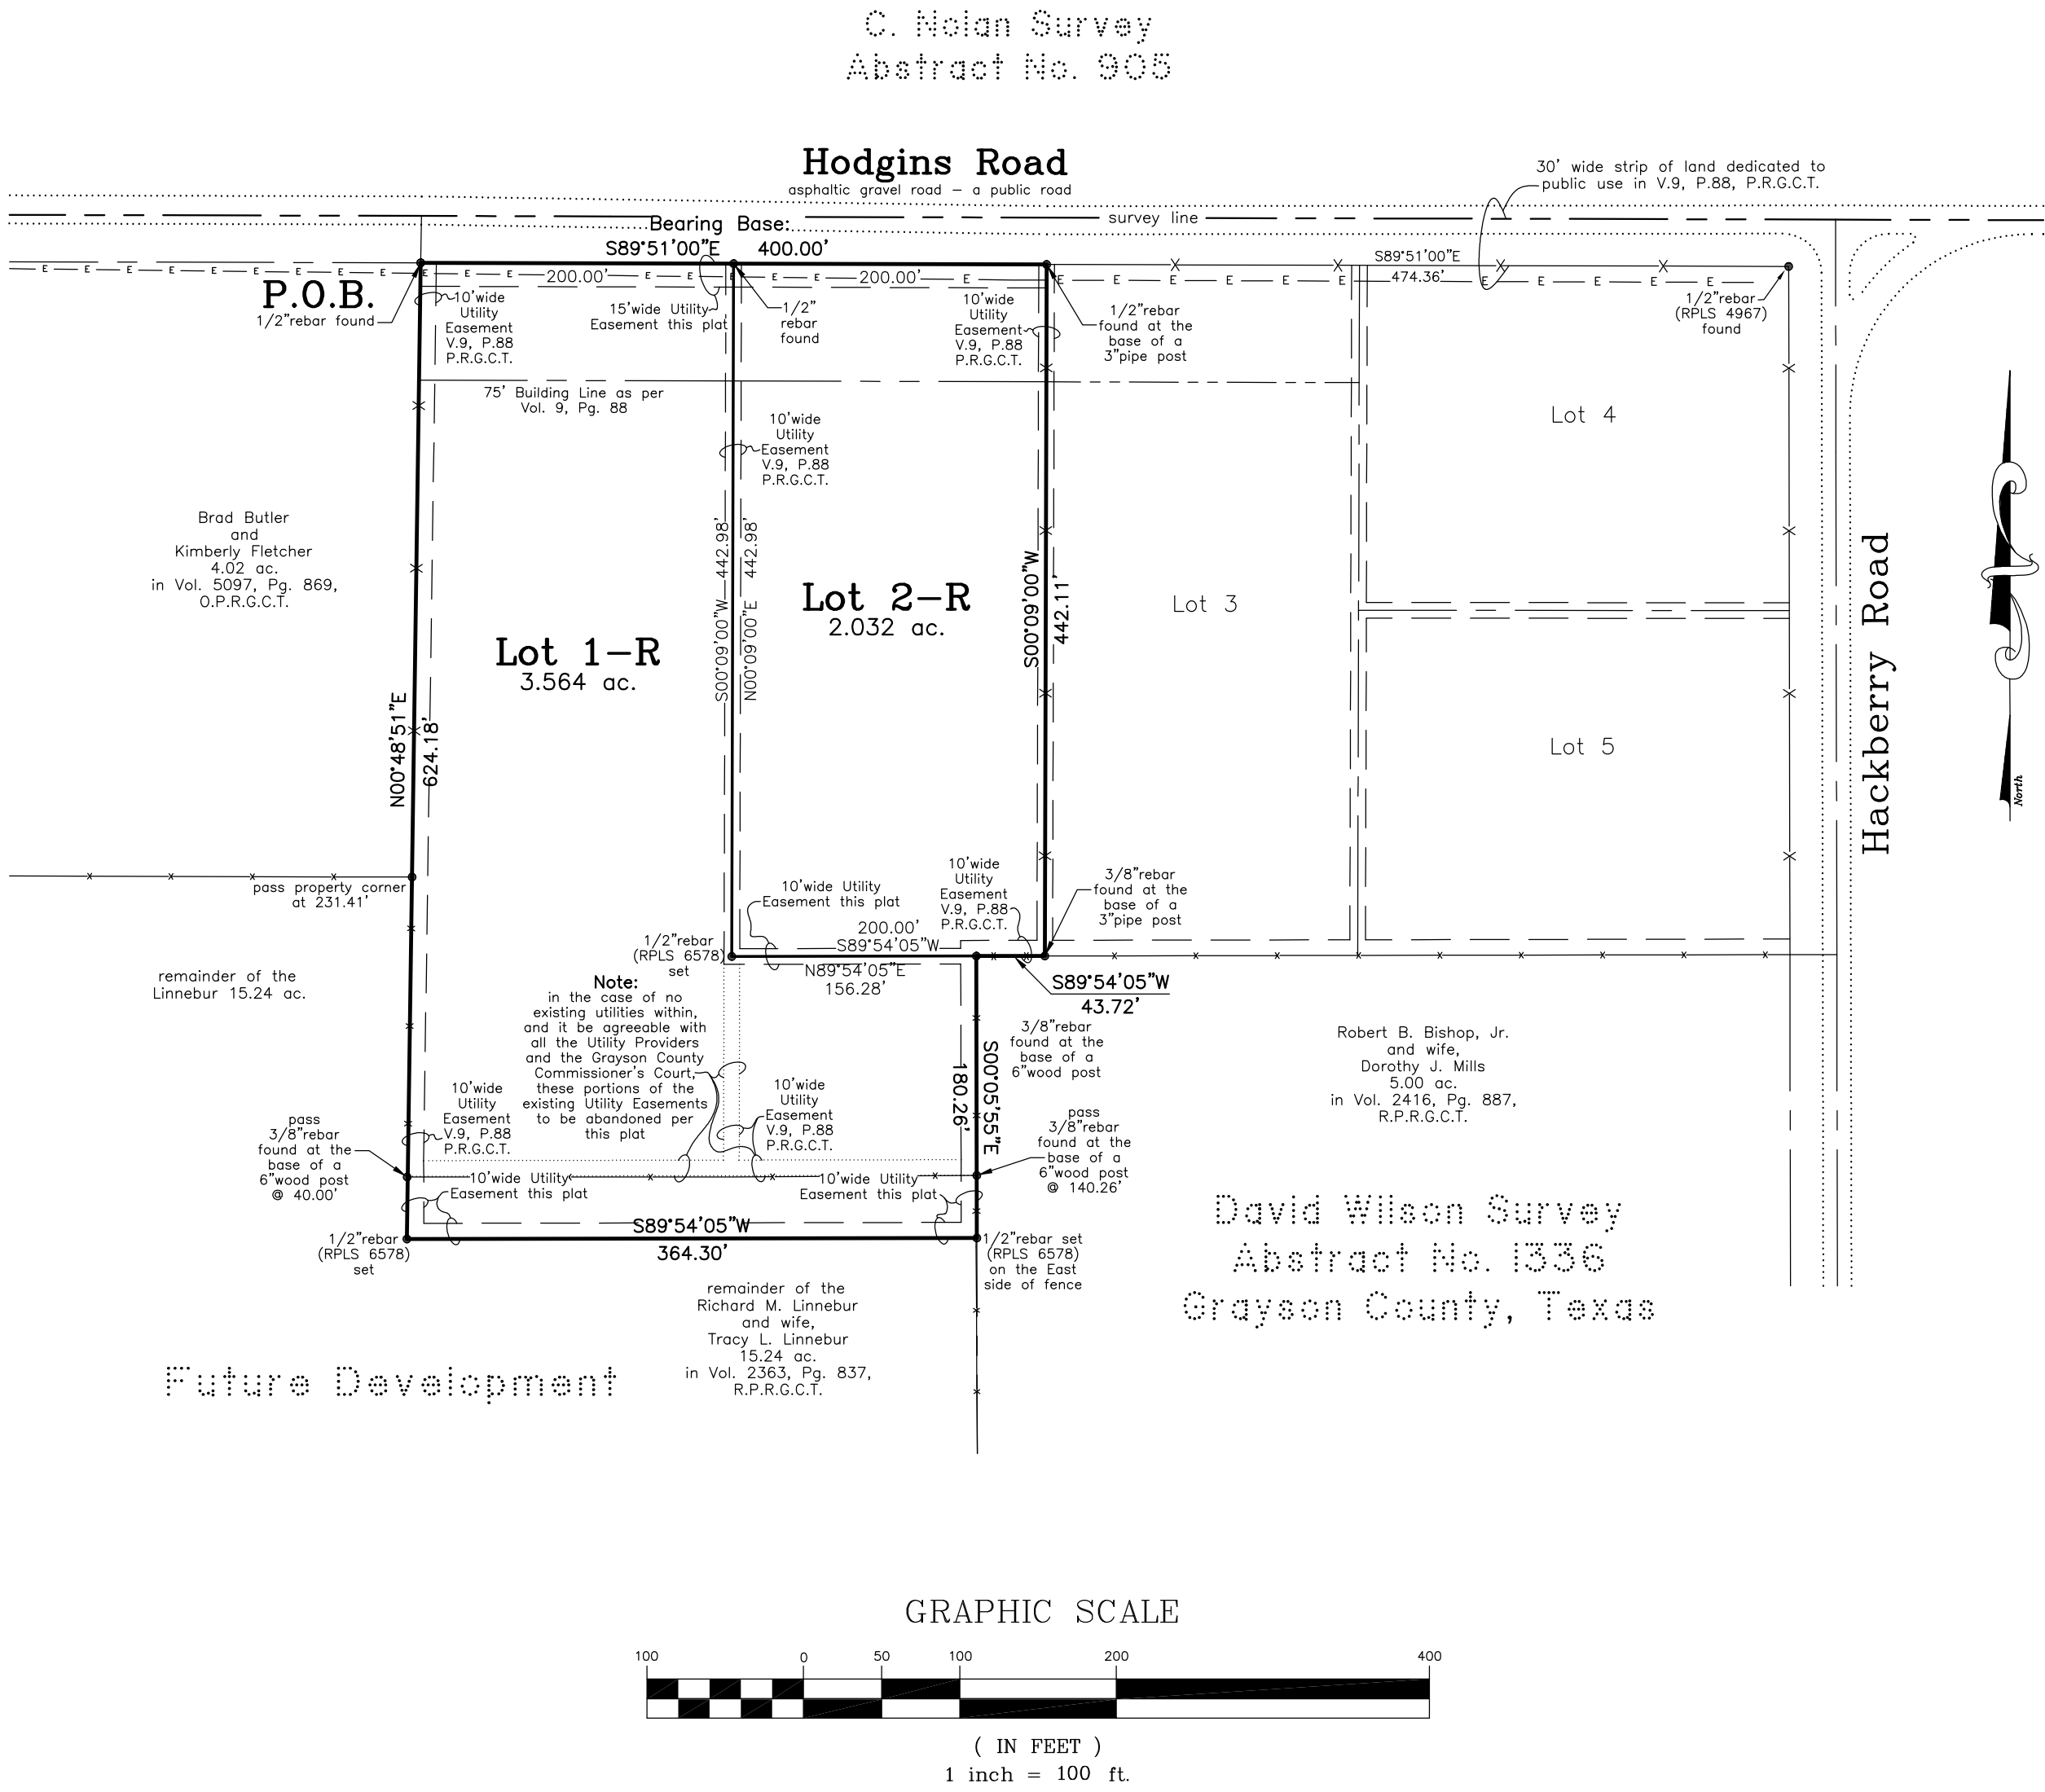 C. Nolan Survey
Abstract No. 905
Hodgins Road
asphaltic gravel road - a public road
30' wide strip of land dedicated to
public use in V.9, P.88, P.R.G.C.T.
survey line
Bearing Base:
S89°51'00"E 400.00'
S89°51'00"E
474.36'
E E E E E E E E E E E E E E E E E E E E E E E
200.00'
200.00'
P.O.B.
1/2"rebar found
10'wide
Utility
Easement
V.9, P.88
P.R.G.C.T.
15'wide Utility
Easement this plat
1/2"
rebar
found
10'wide
Utility
Easement
V.9, P.88
P.R.G.C.T.
1/2"rebar
found at the
base of a
3"pipe post
1/2"rebar
(RPLS 4967)
found
75' Building Line as per
Vol. 9, Pg. 88
10'wide
Utility
Easement
V.9, P.88
P.R.G.C.T.
Lot 4
Brad Butler
and
Kimberly Fletcher
4.02 ac.
in Vol. 5097, Pg. 869,
O.P.R.G.C.T.
S00°09'00"W 442.98'
N00°09'00"E 442.98'
Lot 2-R
2.032 ac.
S00°09'00"W
442.11'
Lot 3
Lot 1-R
3.564 ac.
Lot 5
Hackberry Road
North
N00°48'51"E
624.18'
pass property corner
at 231.41'
10'wide Utility
Easement this plat
10'wide
Utility
Easement
V.9, P.88
P.R.G.C.T.
3/8"rebar
found at the
base of a
3"pipe post
200.00'
S89°54'05"W
1/2"rebar
(RPLS 6578)
set
N89°54'05"E
156.28'
S89°54'05"W
43.72'
remainder of the
Linnebur 15.24 ac.
Note:
in the case of no
existing utilities within,
and it be agreeable with
all the Utility Providers
and the Grayson County
Commissioner's Court,
these portions of the
existing Utility Easements
to be abandoned per
this plat
3/8"rebar
found at the
base of a
6"wood post
S00°05'55"E
180.26'
Robert B. Bishop, Jr.
and wife,
Dorothy J. Mills
5.00 ac.
in Vol. 2416, Pg. 887,
R.P.R.G.C.T.
10'wide
Utility
Easement
V.9, P.88
P.R.G.C.T.
10'wide
Utility
Easement
V.9, P.88
P.R.G.C.T.
pass
3/8"rebar
found at the
base of a
6"wood post
@ 40.00'
pass
3/8"rebar
found at the
base of a
6"wood post
@ 140.26'
10'wide Utility
Easement this plat
10'wide Utility
Easement this plat
S89°54'05"W
364.30'
1/2"rebar
(RPLS 6578)
set
1/2"rebar set
(RPLS 6578)
on the East
side of fence
David Wilson Survey
Abstract No. 1336
Grayson County, Texas
remainder of the
Richard M. Linnebur
and wife,
Tracy L. Linnebur
15.24 ac.
in Vol. 2363, Pg. 837,
R.P.R.G.C.T.
Future Development
GRAPHIC SCALE
100 0 50 100 200 400
( IN FEET )
1 inch = 100 ft.